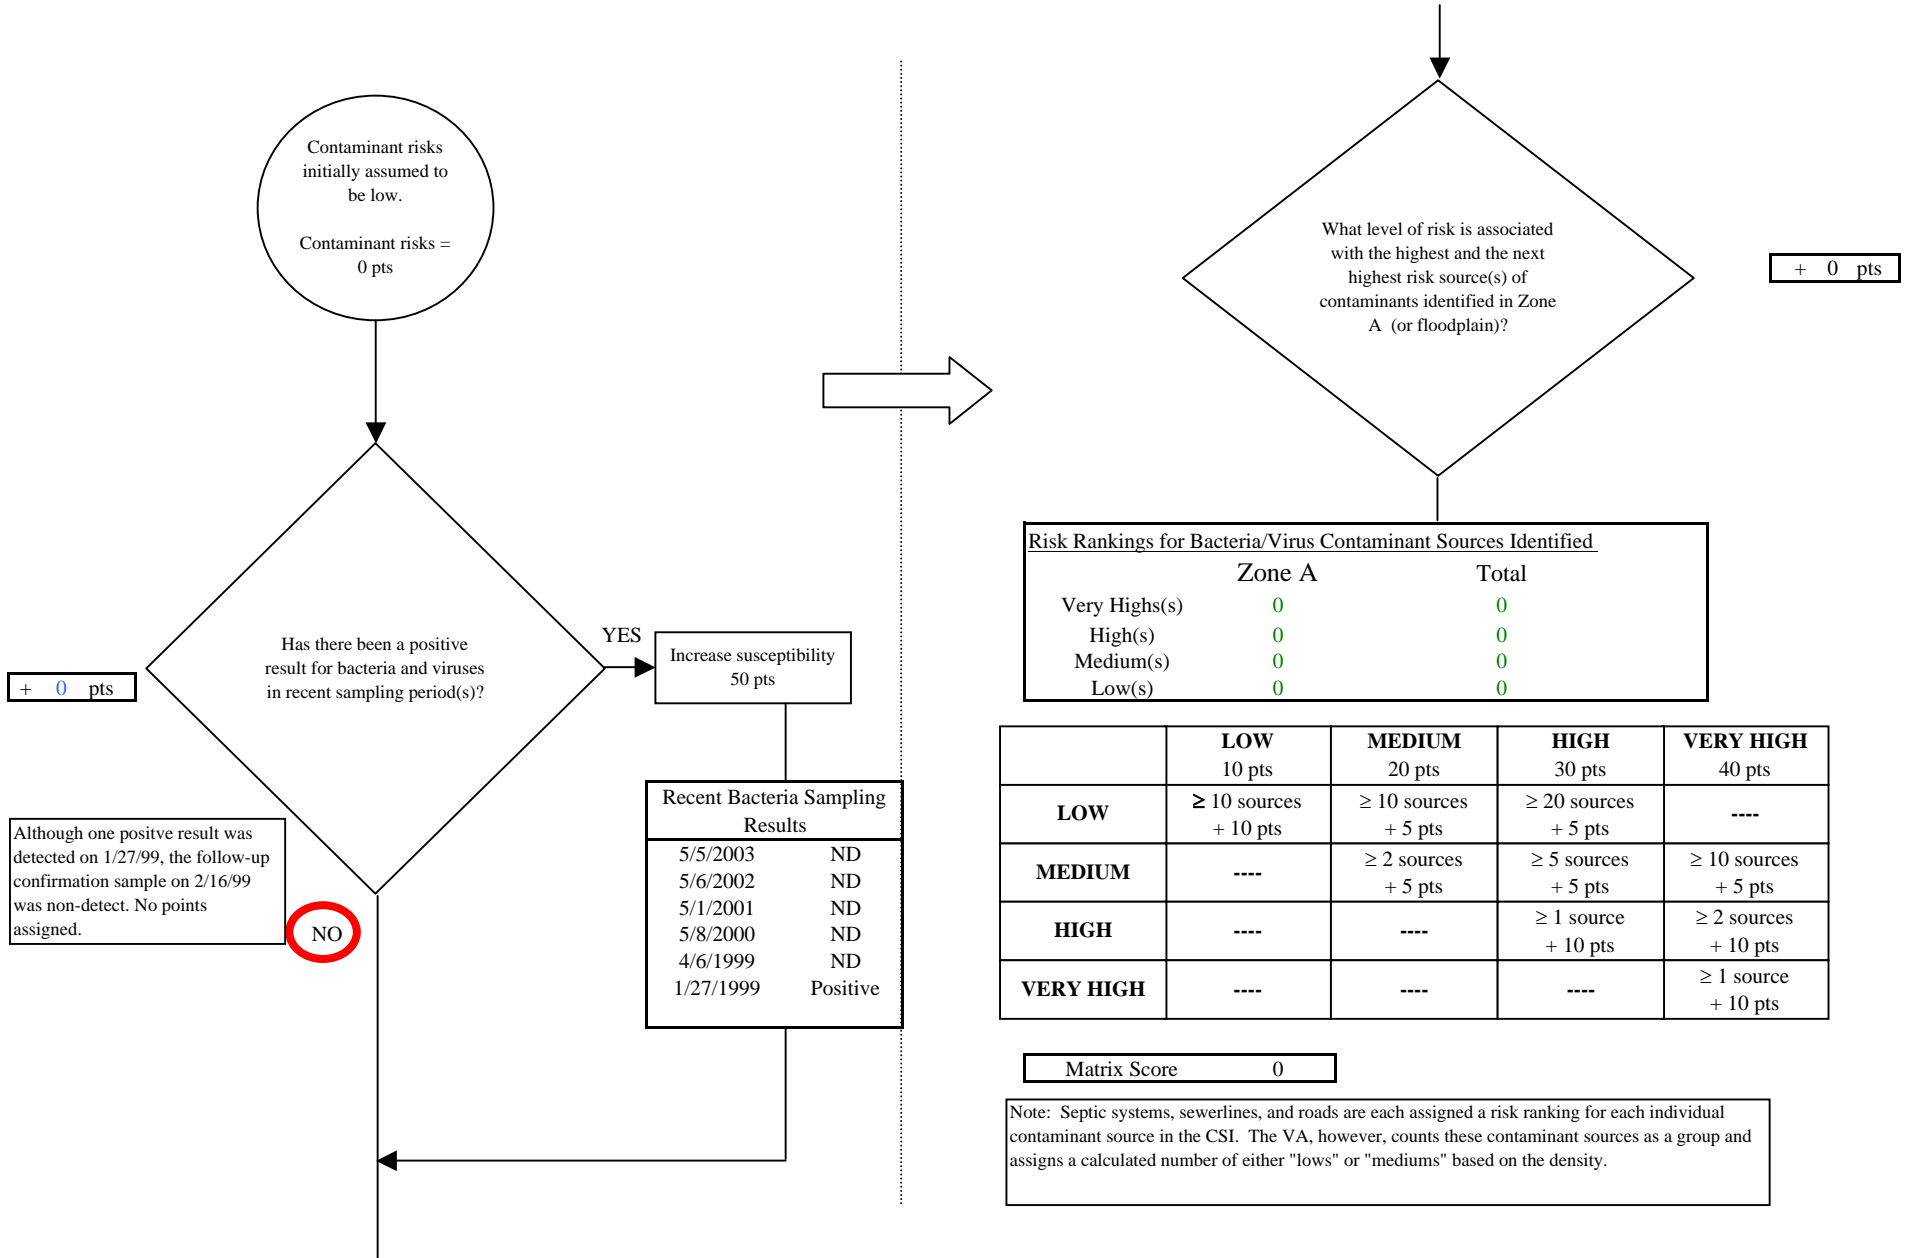 Contaminant risks
initially assumed to
be low.
Contaminant risks =
0 pts
Has there been a positive
result for bacteria and viruses
in recent sampling period(s)?
+ 0 pts
YES
Increase susceptibility
50 pts
Although one positve result was
detected on 1/27/99, the follow-up
confirmation sample on 2/16/99
was non-detect. No points
assigned.
NO
Recent Bacteria Sampling
Results
5/5/2003 ND
5/6/2002 ND
5/1/2001 ND
5/8/2000 ND
4/6/1999 ND
1/27/1999 Positive
What level of risk is associated
with the highest and the next
highest risk source(s) of
contaminants identified in Zone
A (or floodplain)?
+ 0 pts
Risk Rankings for Bacteria/Virus Contaminant Sources Identified
Zone A Total
Very Highs(s) 0 0
High(s) 0 0
Medium(s) 0 0
Low(s) 0 0
LOW MEDIUM HIGH VERY HIGH
10 pts 20 pts 30 pts 40 pts
LOW ≥ 10 sources ≥ 10 sources ≥ 20 sources ----
+ 10 pts + 5 pts + 5 pts
MEDIUM ---- ≥ 2 sources ≥ 5 sources ≥ 10 sources
+ 5 pts + 5 pts + 5 pts
HIGH ---- ---- ≥ 1 source ≥ 2 sources
+ 10 pts + 10 pts
VERY HIGH ---- ---- ---- ≥ 1 source
+ 10 pts
Matrix Score 0
Note: Septic systems, sewerlines, and roads are each assigned a risk ranking for each individual
contaminant source in the CSI. The VA, however, counts these contaminant sources as a group and
assigns a calculated number of either "lows" or "mediums" based on the density.